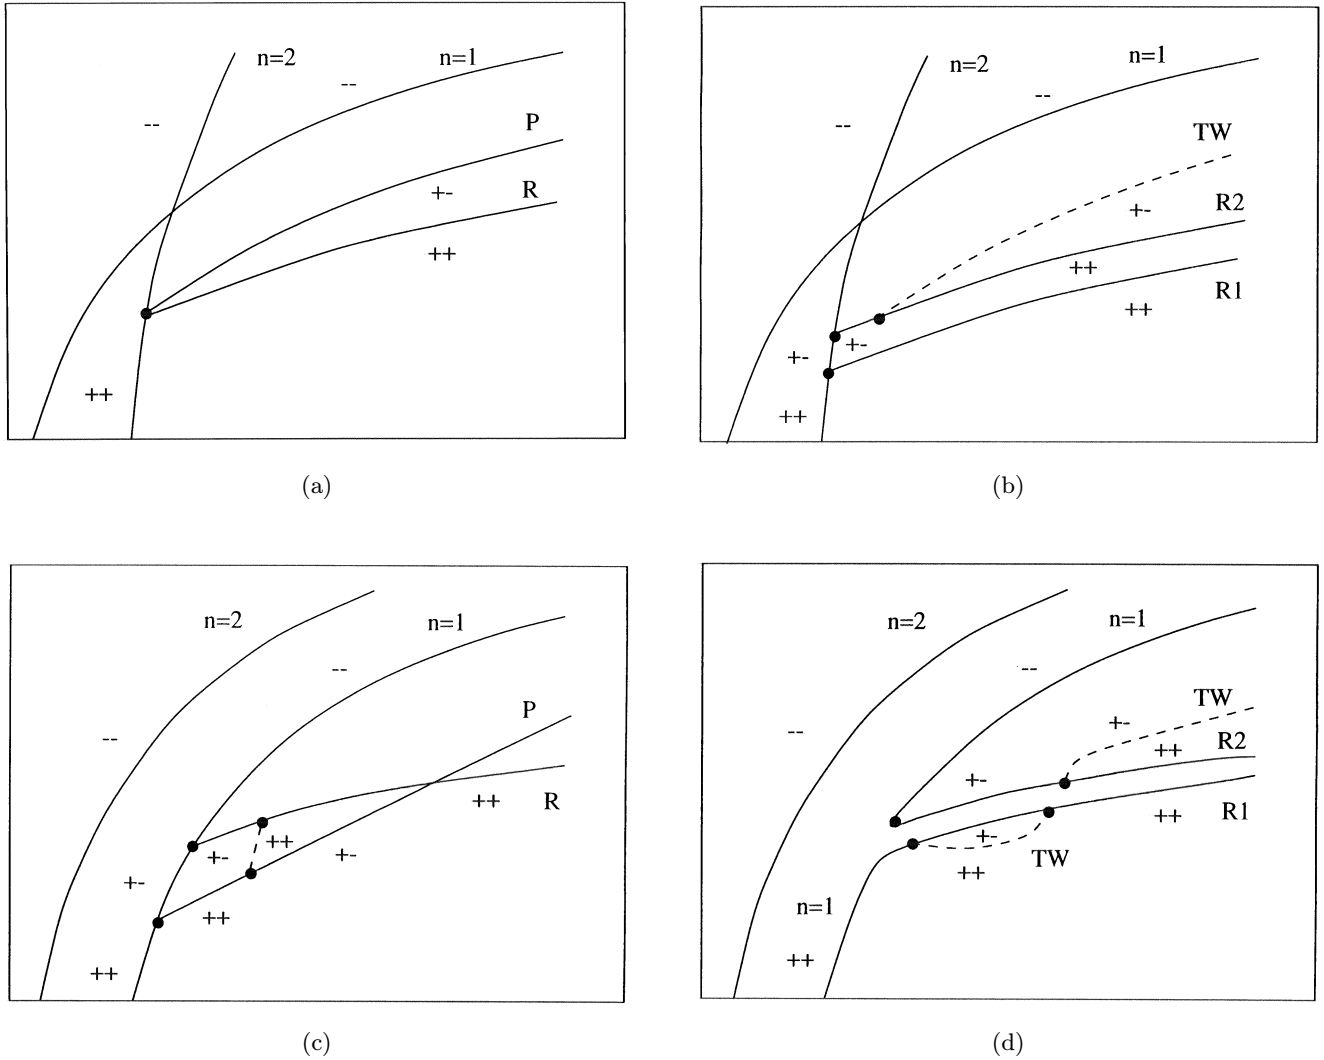 n=2
n=1
--
--
P
+-
R
++
++
(a)
n=2
n=1
--
--
TW
R2
+-
++
R1
++
+-
+-
++
(b)
n=2
n=1
--
--
P
++
R
++
+-
+-
+-
++
++
(c)
n=2
n=1
--
--
TW
+-
R2
++
+-
R1
++
+-
TW
++
n=1
++
(d)